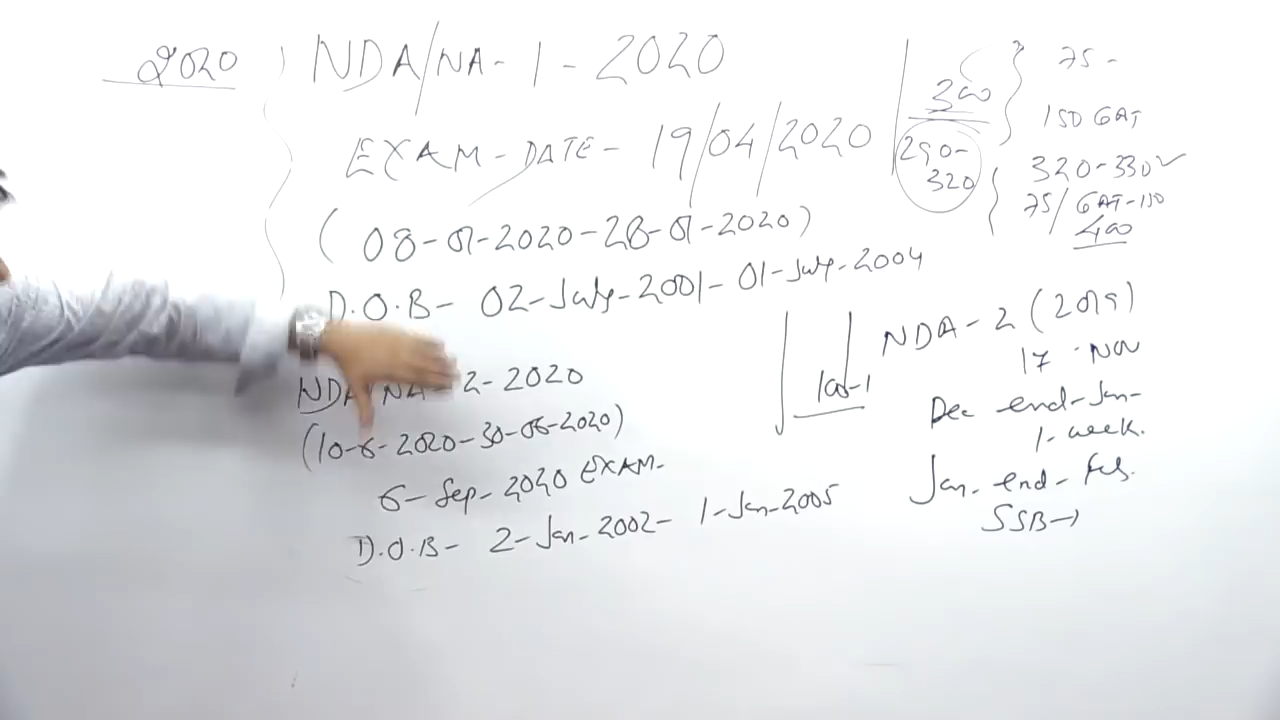 2020
NDA/NA-1-2020
EXAM-DATE-19/04/2020
(08-01-2020-28-01-2020)
D.O.B- 02-July-2001-01-July-2004
NDA/NA-2-2020
(10-6-2020-30-06-2020)
6-Sep-2020 EXAM-
D.O.B- 2-Jan-2002-1-Jan-2005
300
290-
320
75-
150 GAT
320-330✓
75/GAT-150
400
NDA-2(2019)
17 Nov
Dec end-Jan-
1-week.
Jan-end-Feb.
SSB→